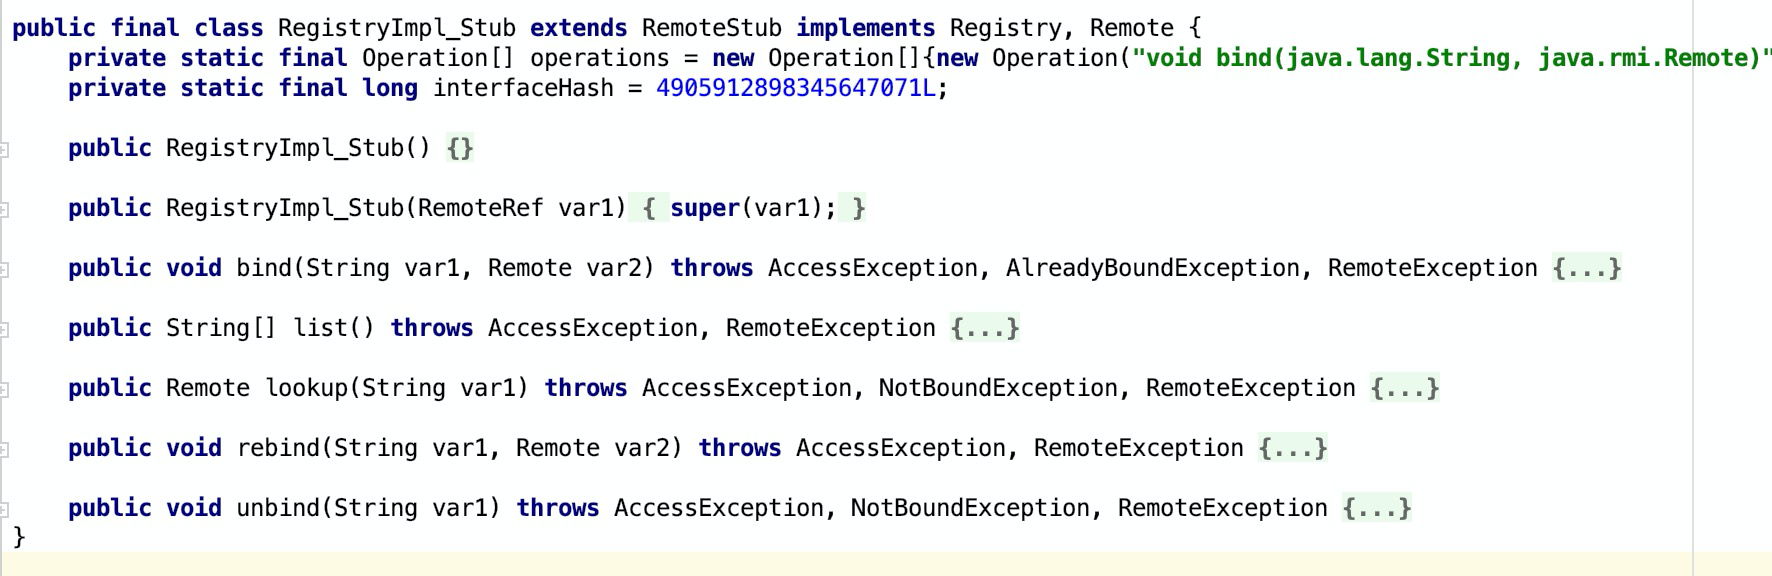 public final class RegistryImpl_Stub extends RemoteStub implements Registry, Remote {
    private static final Operation[] operations = new Operation[]{new Operation("void bind(java.lang.String, java.rmi.Remote)"
    private static final long interfaceHash = 4905912898345647071L;
    public RegistryImpl_Stub() {}
    public RegistryImpl_Stub(RemoteRef var1) { super(var1); }
    public void bind(String var1, Remote var2) throws AccessException, AlreadyBoundException, RemoteException {...}
    public String[] list() throws AccessException, RemoteException {...}
    public Remote lookup(String var1) throws AccessException, NotBoundException, RemoteException {...}
    public void rebind(String var1, Remote var2) throws AccessException, RemoteException {...}
    public void unbind(String var1) throws AccessException, NotBoundException, RemoteException {...}
}